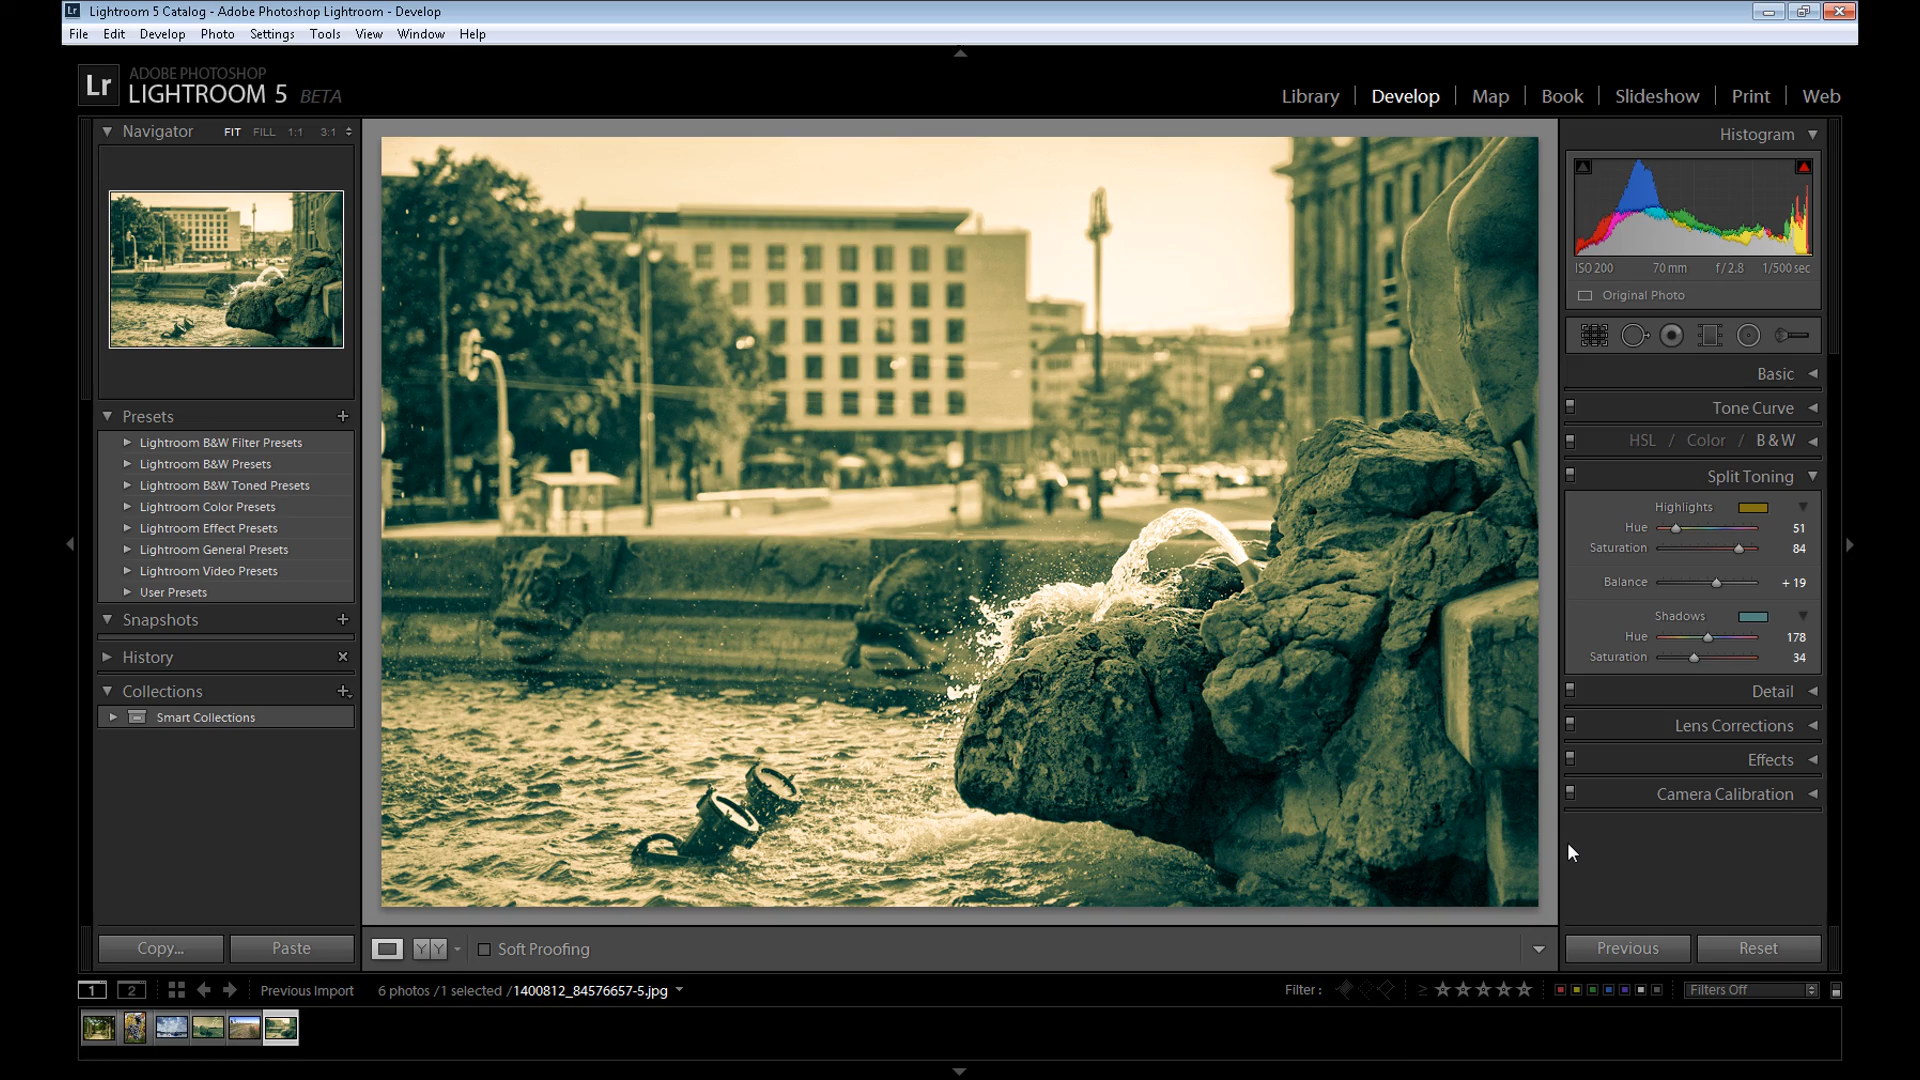 Lr Lightroom 5 Catalog - Adobe Photoshop Lightroom - Develop
File Edit Develop Photo Settings Tools View Window Help
Lr ADOBE PHOTOSHOP
LIGHTROOM 5 BETA
Library Develop Map Book Slideshow Print Web
Navigator FIT FILL 1:1 3:1
Presets
Lightroom B&W Filter Presets
Lightroom B&W Presets
Lightroom B&W Toned Presets
Lightroom Color Presets
Lightroom Effect Presets
Lightroom General Presets
Lightroom Video Presets
User Presets
Snapshots
History
Collections
Smart Collections
Copy... Paste
Y Y Soft Proofing
Histogram
ISO 200 70 mm f / 2.8 1/500 sec
Original Photo
Basic
Tone Curve
HSL / Color / B & W
Split Toning
Highlights
Hue 51
Saturation 84
Balance + 19
Shadows
Hue 178
Saturation 34
Detail
Lens Corrections
Effects
Camera Calibration
Previous Reset
1 2 Previous Import 6 photos / 1 selected / 1400812_84576657-5.jpg Filter : ≥ Filters Off